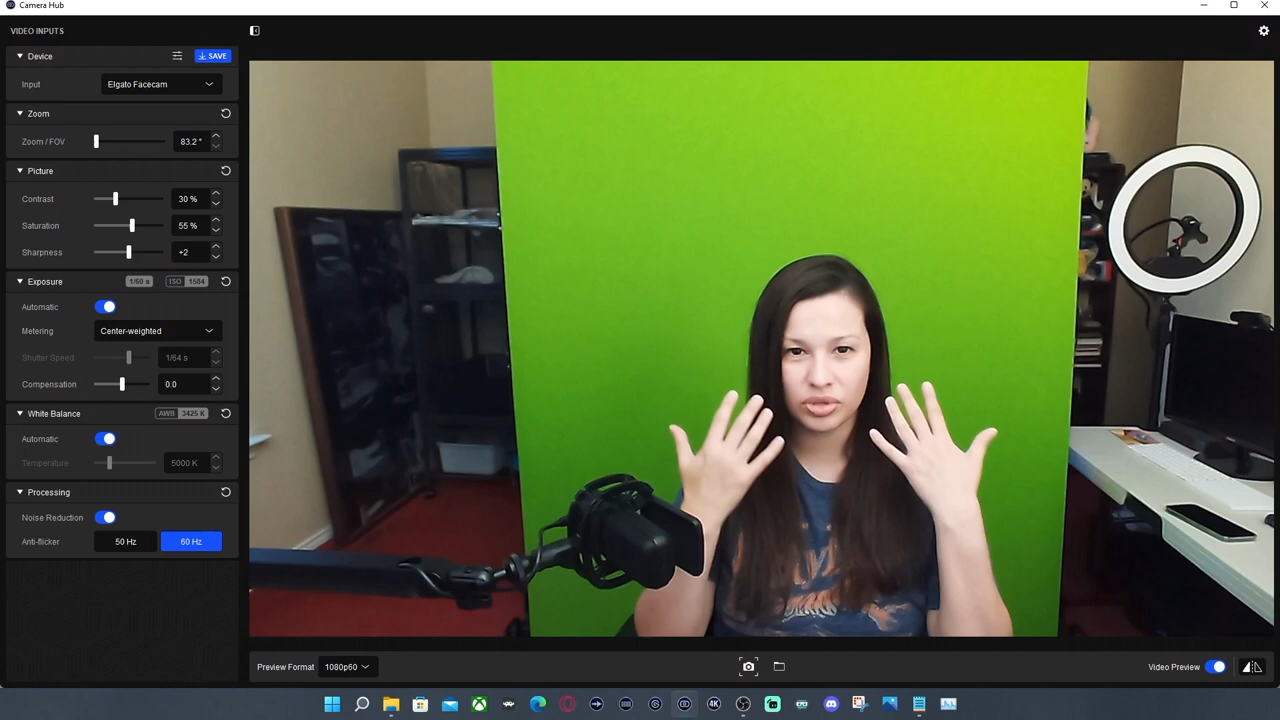 Camera Hub
VIDEO INPUTS
Device
SAVE
Input
Elgato Facecam
Zoom
Zoom / FOV
83.2 °
Picture
Contrast
30 %
Saturation
55 %
Sharpness
+2
Exposure
1/60 s
ISO 1584
Automatic
Metering
Center-weighted
Shutter Speed
1/64 s
Compensation
0.0
White Balance
AWB 3425 K
Automatic
Temperature
5000 K
Processing
Noise Reduction
Anti-flicker
50 Hz
60 Hz
Preview Format
1080p60
Video Preview
4K